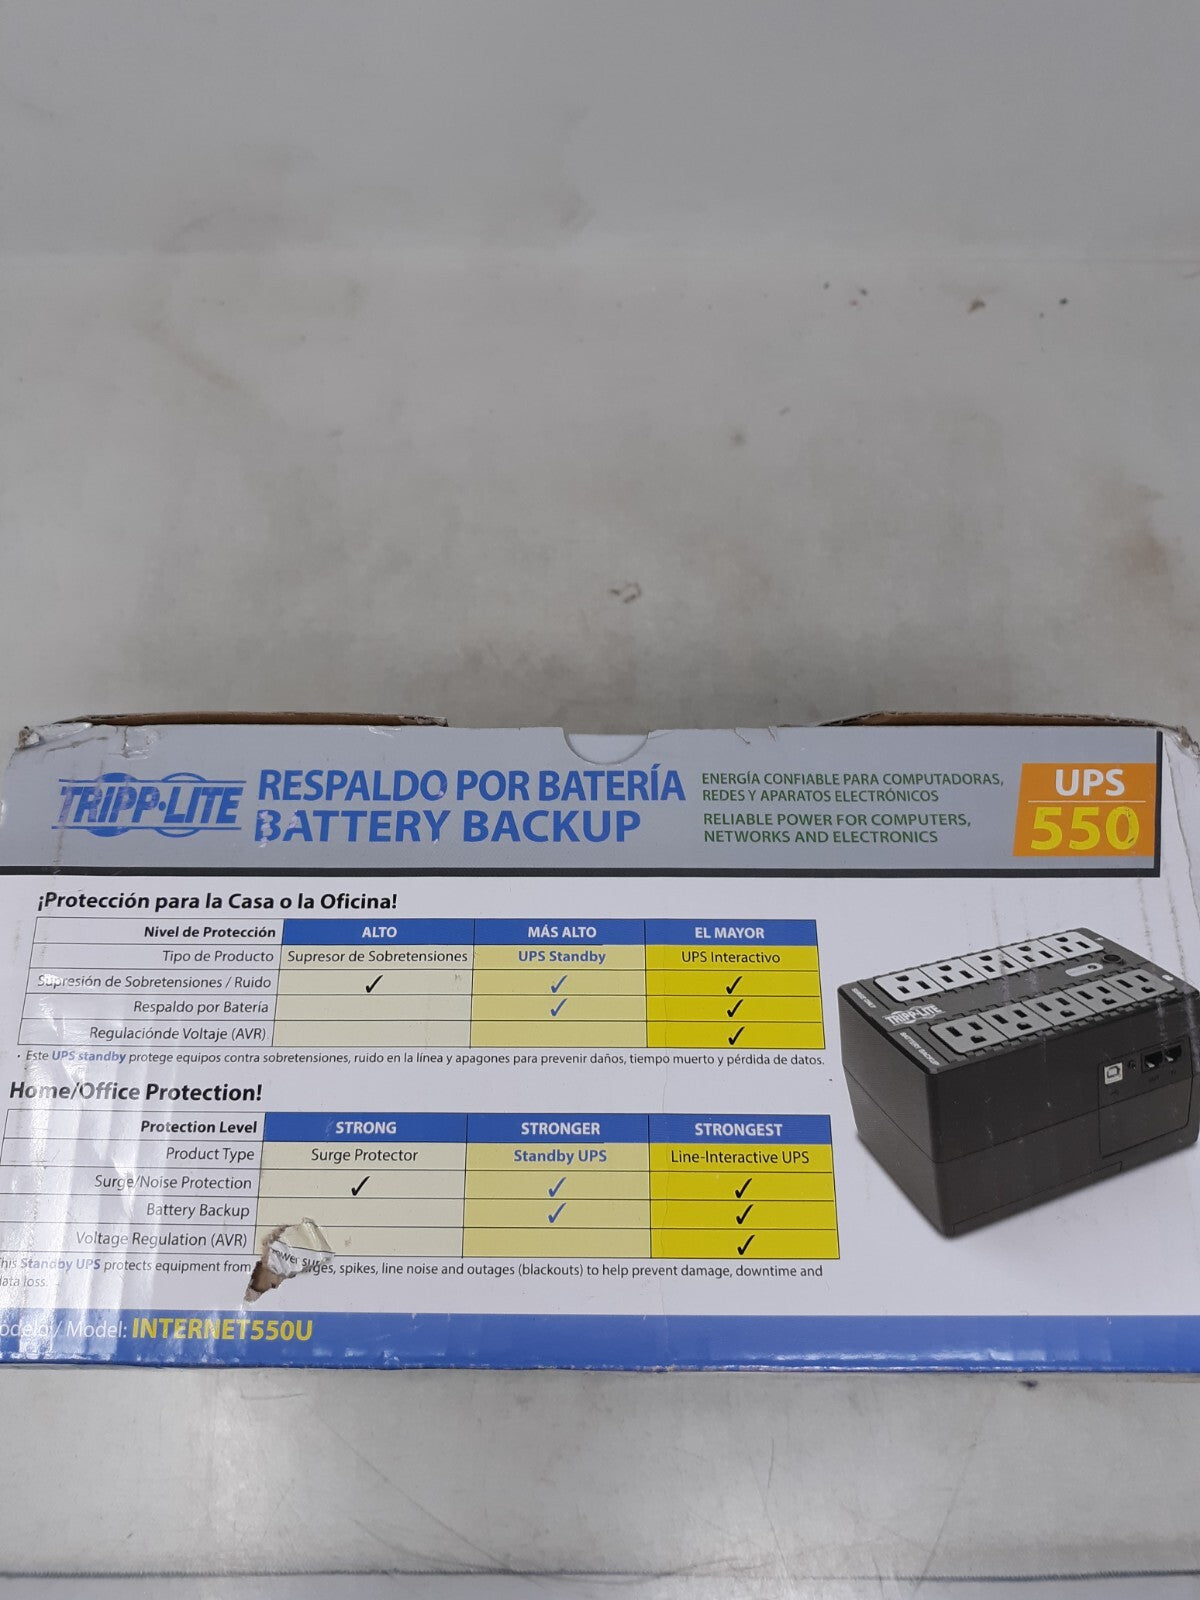 TRIPP·LITE
RESPALDO POR BATERÍA
BATTERY BACKUP
ENERGÍA CONFIABLE PARA COMPUTADORAS,
REDES Y APARATOS ELECTRÓNICOS
RELIABLE POWER FOR COMPUTERS,
NETWORKS AND ELECTRONICS
UPS
550
¡Protección para la Casa o la Oficina!
Nivel de Protección ALTO MÁS ALTO EL MAYOR
Tipo de Producto Supresor de Sobretensiones UPS Standby UPS Interactivo
Supresión de Sobretensiones / Ruido ✓ ✓ ✓
Respaldo por Batería ✓ ✓
Regulaciónde Voltaje (AVR) ✓
· Este UPS standby protege equipos contra sobretensiones, ruido en la línea y apagones para prevenir daños, tiempo muerto y pérdida de datos.
Home/Office Protection!
Protection Level STRONG STRONGER STRONGEST
Product Type Surge Protector Standby UPS Line-Interactive UPS
Surge/Noise Protection ✓ ✓ ✓
Battery Backup ✓ ✓
Voltage Regulation (AVR) ✓
his Standby UPS protects equipment from rges, spikes, line noise and outages (blackouts) to help prevent damage, downtime and
ata loss.
odelo / Model: INTERNET550U
TRIPP·LITE
BATTERY BACKUP